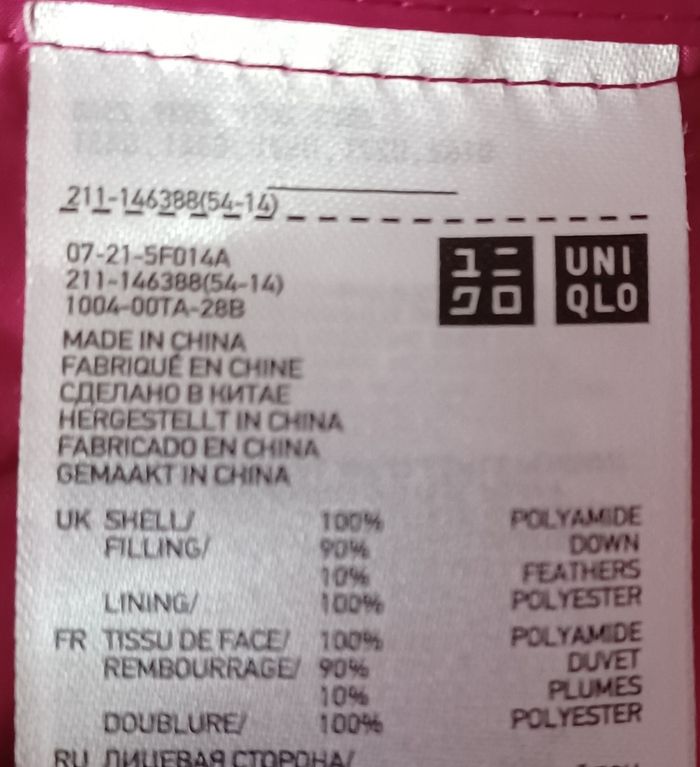 211-146388(54-14)
07-21-5F014A
211-146388(54-14)
1004-00TA-28B
ユニ
クロ
UNI
QLO
MADE IN CHINA
FABRIQUÉ EN CHINE
СДЕЛАНО В КИТАЕ
HERGESTELLT IN CHINA
FABRICADO EN CHINA
GEMAAKT IN CHINA
UK SHELL/ 100% POLYAMIDE
FILLING/ 90% DOWN
10% FEATHERS
LINING/ 100% POLYESTER
FR TISSU DE FACE/ 100% POLYAMIDE
REMBOURRAGE/ 90% DUVET
10% PLUMES
DOUBLURE/ 100% POLYESTER
RU ЛИЦЕВАЯ СТОРОНА/